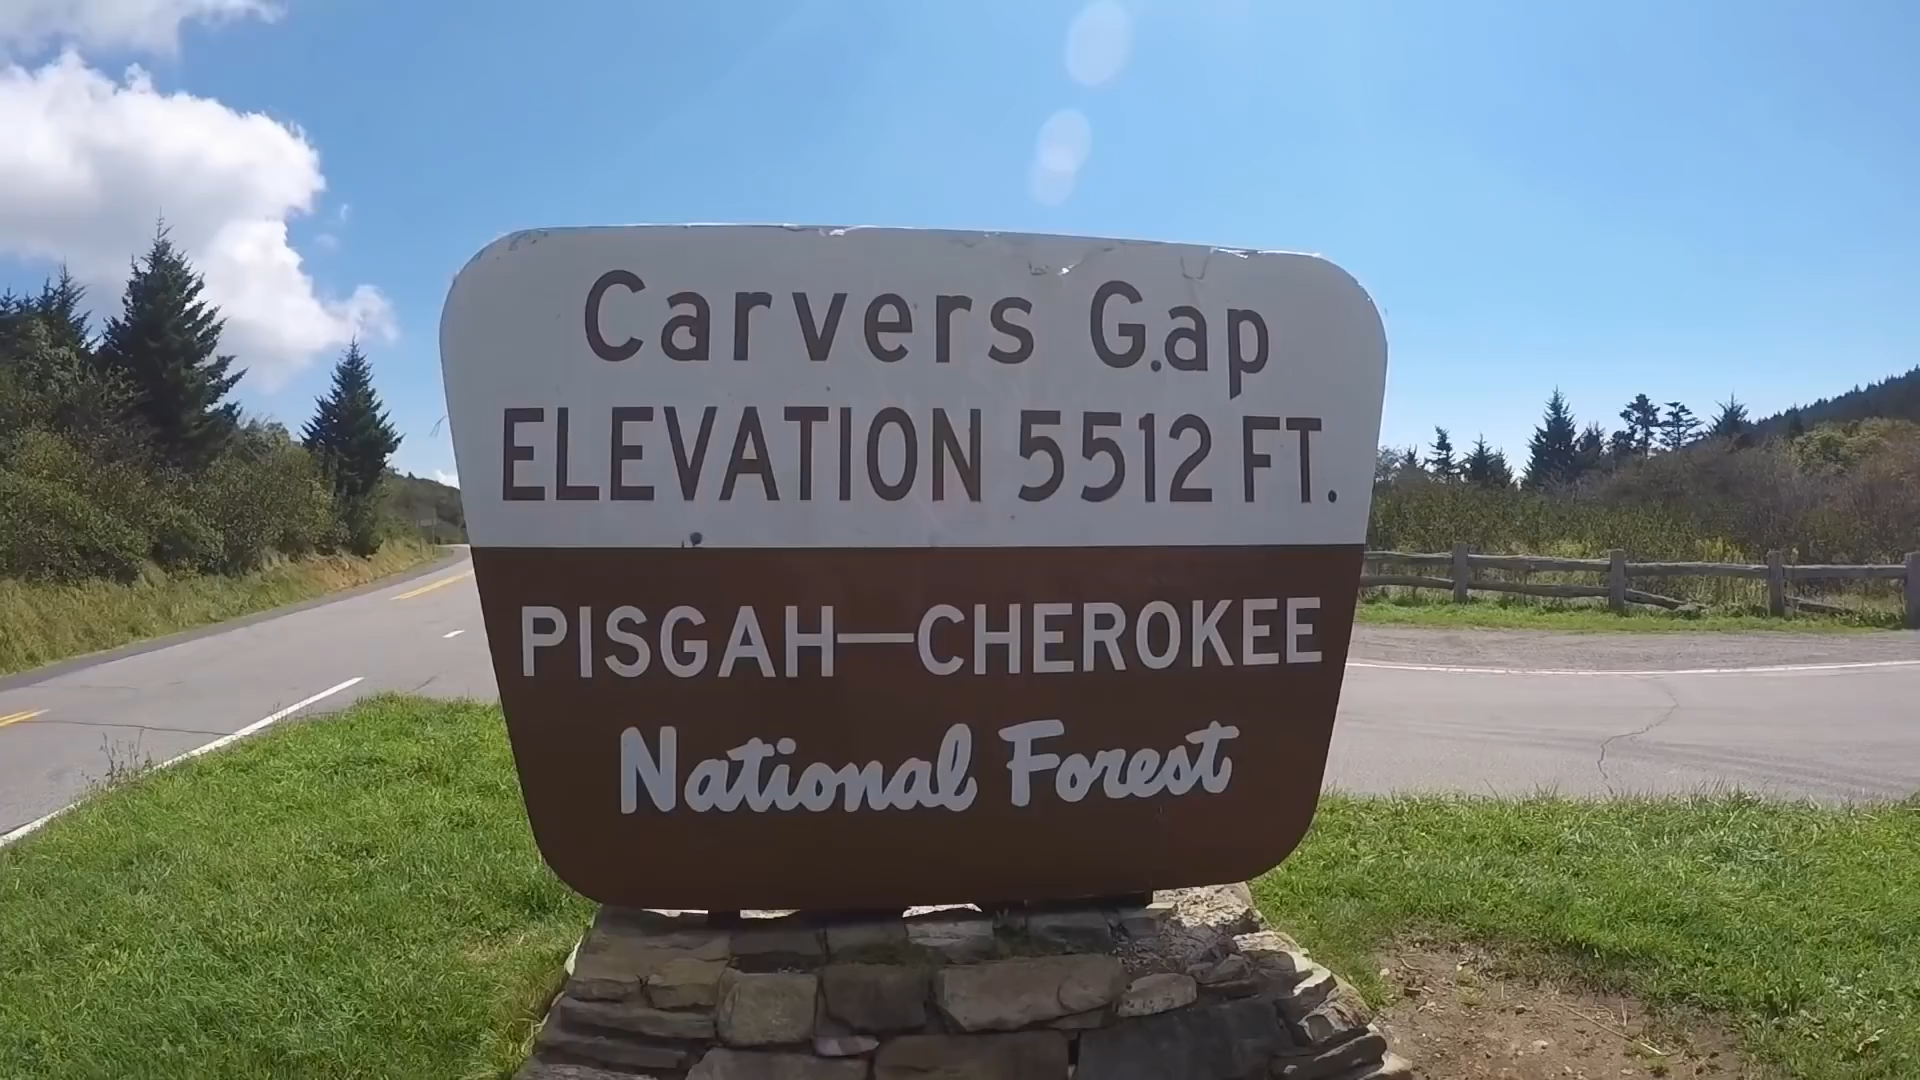 Carvers Gap
ELEVATION 5512 FT.
PISGAH—CHEROKEE
National Forest